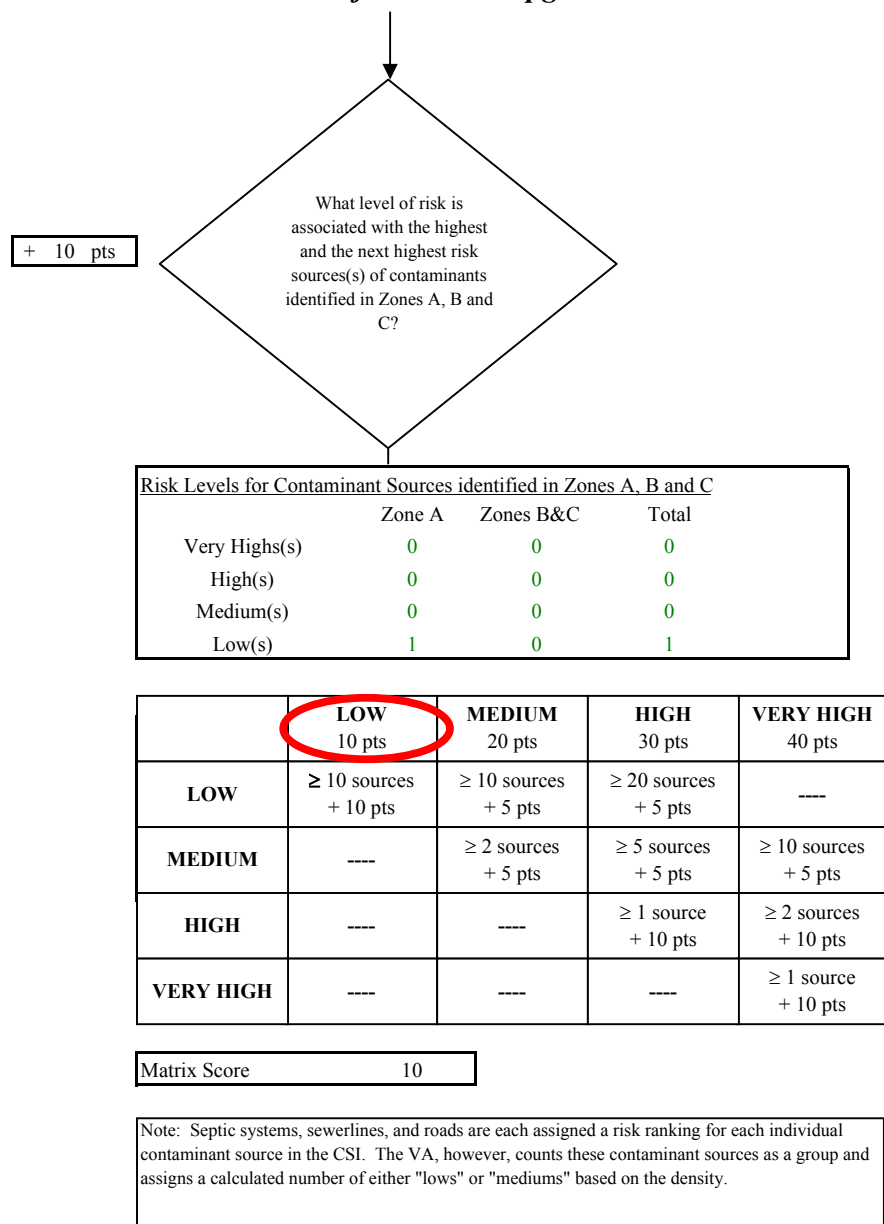 What level of risk is
associated with the highest
and the next highest risk
sources(s) of contaminants
identified in Zones A, B and
C?
+ 10 pts
Risk Levels for Contaminant Sources identified in Zones A, B and C
Zone A Zones B&C Total
Very Highs(s) 0 0 0
High(s) 0 0 0
Medium(s) 0 0 0
Low(s) 1 0 1
LOW MEDIUM HIGH VERY HIGH
10 pts 20 pts 30 pts 40 pts
LOW ≥ 10 sources + 10 pts ≥ 10 sources + 5 pts ≥ 20 sources + 5 pts ----
MEDIUM ---- ≥ 2 sources + 5 pts ≥ 5 sources + 5 pts ≥ 10 sources + 5 pts
HIGH ---- ---- ≥ 1 source + 10 pts ≥ 2 sources + 10 pts
VERY HIGH ---- ---- ---- ≥ 1 source + 10 pts
Matrix Score 10
Note: Septic systems, sewerlines, and roads are each assigned a risk ranking for each individual
contaminant source in the CSI. The VA, however, counts these contaminant sources as a group and
assigns a calculated number of either "lows" or "mediums" based on the density.